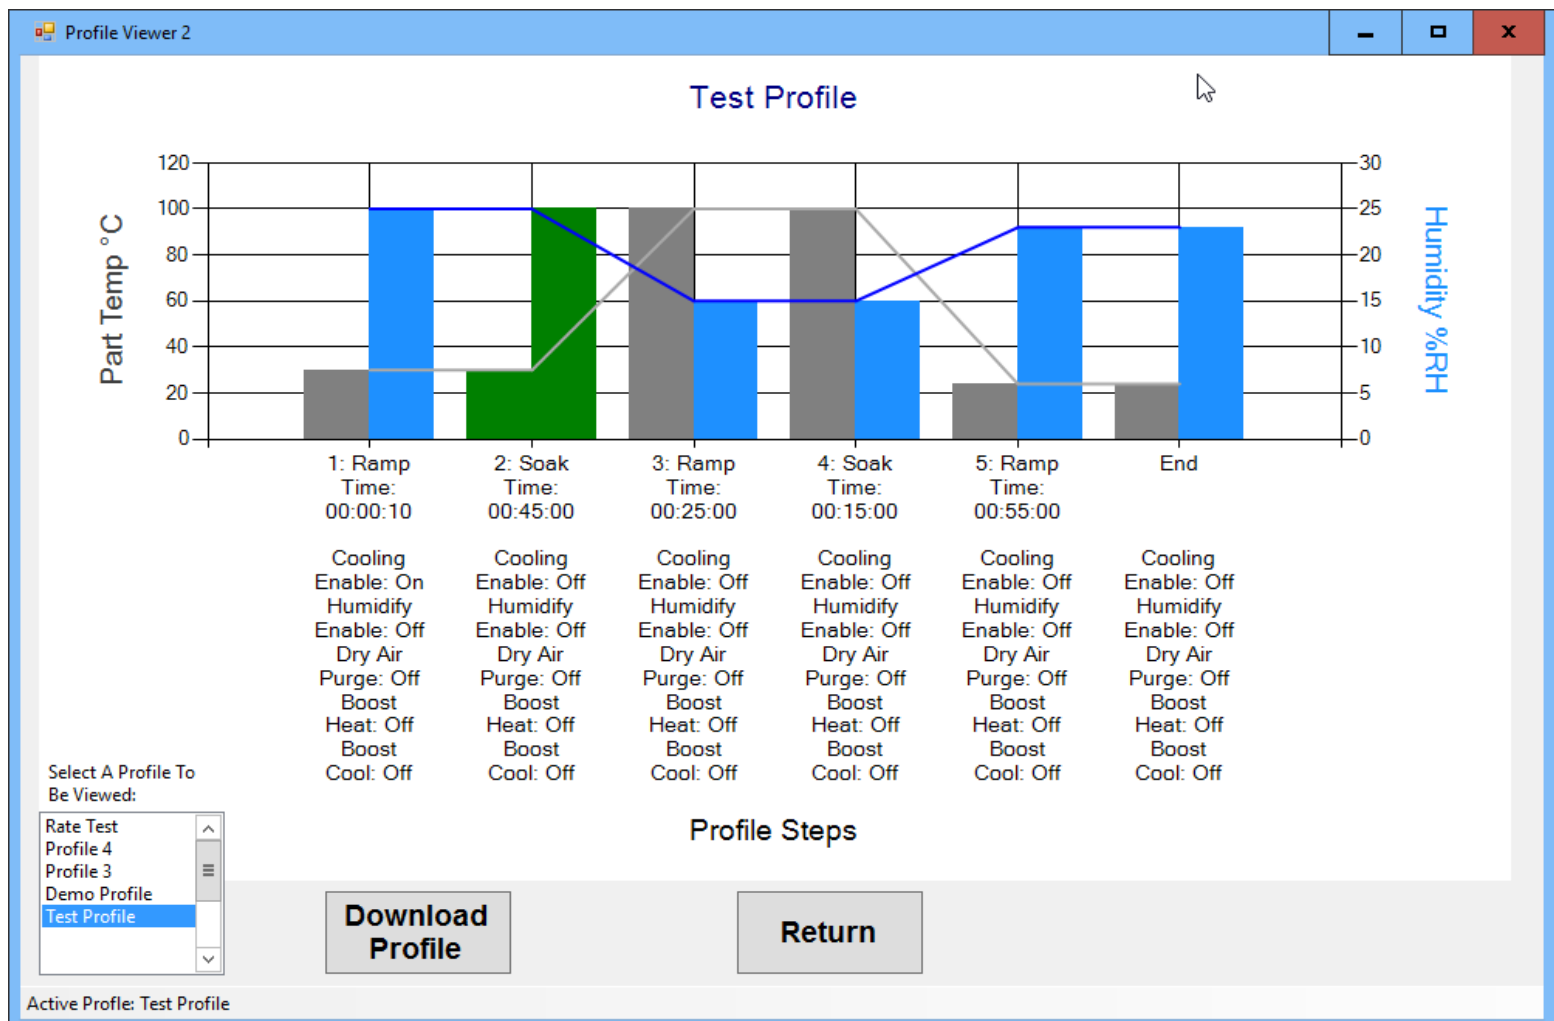 Profile Viewer 2
Test Profile
120
100
80
60
40
20
0
Part Temp °C
30
25
20
15
10
5
0
Humidity %RH
1: Ramp
Time:
00:00:10
Cooling
Enable: On
Humidify
Enable: Off
Dry Air
Purge: Off
Boost
Heat: Off
Boost
Cool: Off
2: Soak
Time:
00:45:00
Cooling
Enable: Off
Humidify
Enable: Off
Dry Air
Purge: Off
Boost
Heat: Off
Boost
Cool: Off
3: Ramp
Time:
00:25:00
Cooling
Enable: Off
Humidify
Enable: Off
Dry Air
Purge: Off
Boost
Heat: Off
Boost
Cool: Off
4: Soak
Time:
00:15:00
Cooling
Enable: Off
Humidify
Enable: Off
Dry Air
Purge: Off
Boost
Heat: Off
Boost
Cool: Off
5: Ramp
Time:
00:55:00
Cooling
Enable: Off
Humidify
Enable: Off
Dry Air
Purge: Off
Boost
Heat: Off
Boost
Cool: Off
End
Cooling
Enable: Off
Humidify
Enable: Off
Dry Air
Purge: Off
Boost
Heat: Off
Boost
Cool: Off
Profile Steps
Select A Profile To
Be Viewed:
Rate Test
Profile 4
Profile 3
Demo Profile
Test Profile
Download
Profile
Return
Active Profle: Test Profile